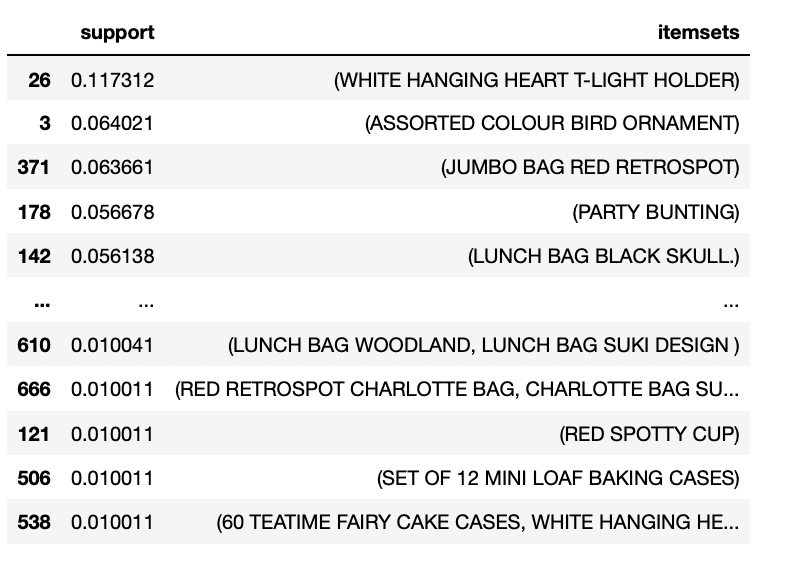 support itemsets
26 0.117312 (WHITE HANGING HEART T-LIGHT HOLDER)
3 0.064021 (ASSORTED COLOUR BIRD ORNAMENT)
371 0.063661 (JUMBO BAG RED RETROSPOT)
178 0.056678 (PARTY BUNTING)
142 0.056138 (LUNCH BAG BLACK SKULL.)
... ... ...
610 0.010041 (LUNCH BAG WOODLAND, LUNCH BAG SUKI DESIGN )
666 0.010011 (RED RETROSPOT CHARLOTTE BAG, CHARLOTTE BAG SU...
121 0.010011 (RED SPOTTY CUP)
506 0.010011 (SET OF 12 MINI LOAF BAKING CASES)
538 0.010011 (60 TEATIME FAIRY CAKE CASES, WHITE HANGING HE...